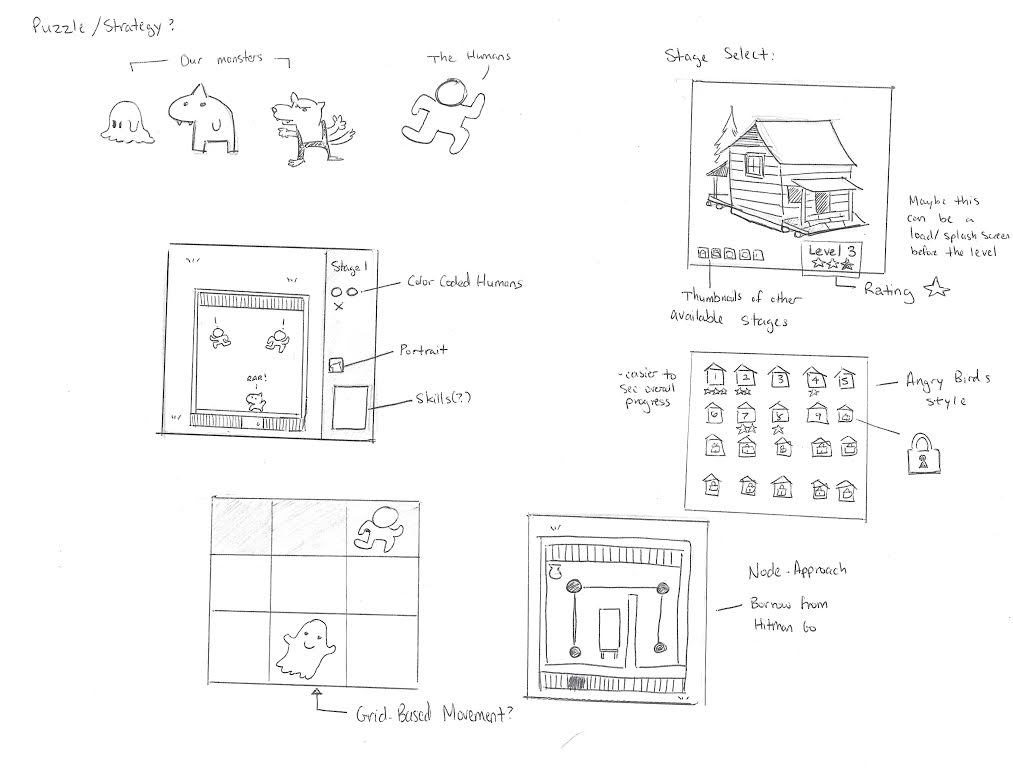 Puzzle/Strategy?
Our monsters
The Humans
Stage Select:
Level 3
Maybe this
can be a
load/splash screen
before the level
Thumbnails of other
available stages
Rating
Stage 1
X
Color Coded Humans
Portrait
Skills(?)
!
!
RAR!
- easier to
see overall
progress
1 2 3 4 5
6 7 8 9
Angry Birds
style
Grid-Based Movement?
Node-Approach
Borrow from
Hitman Go